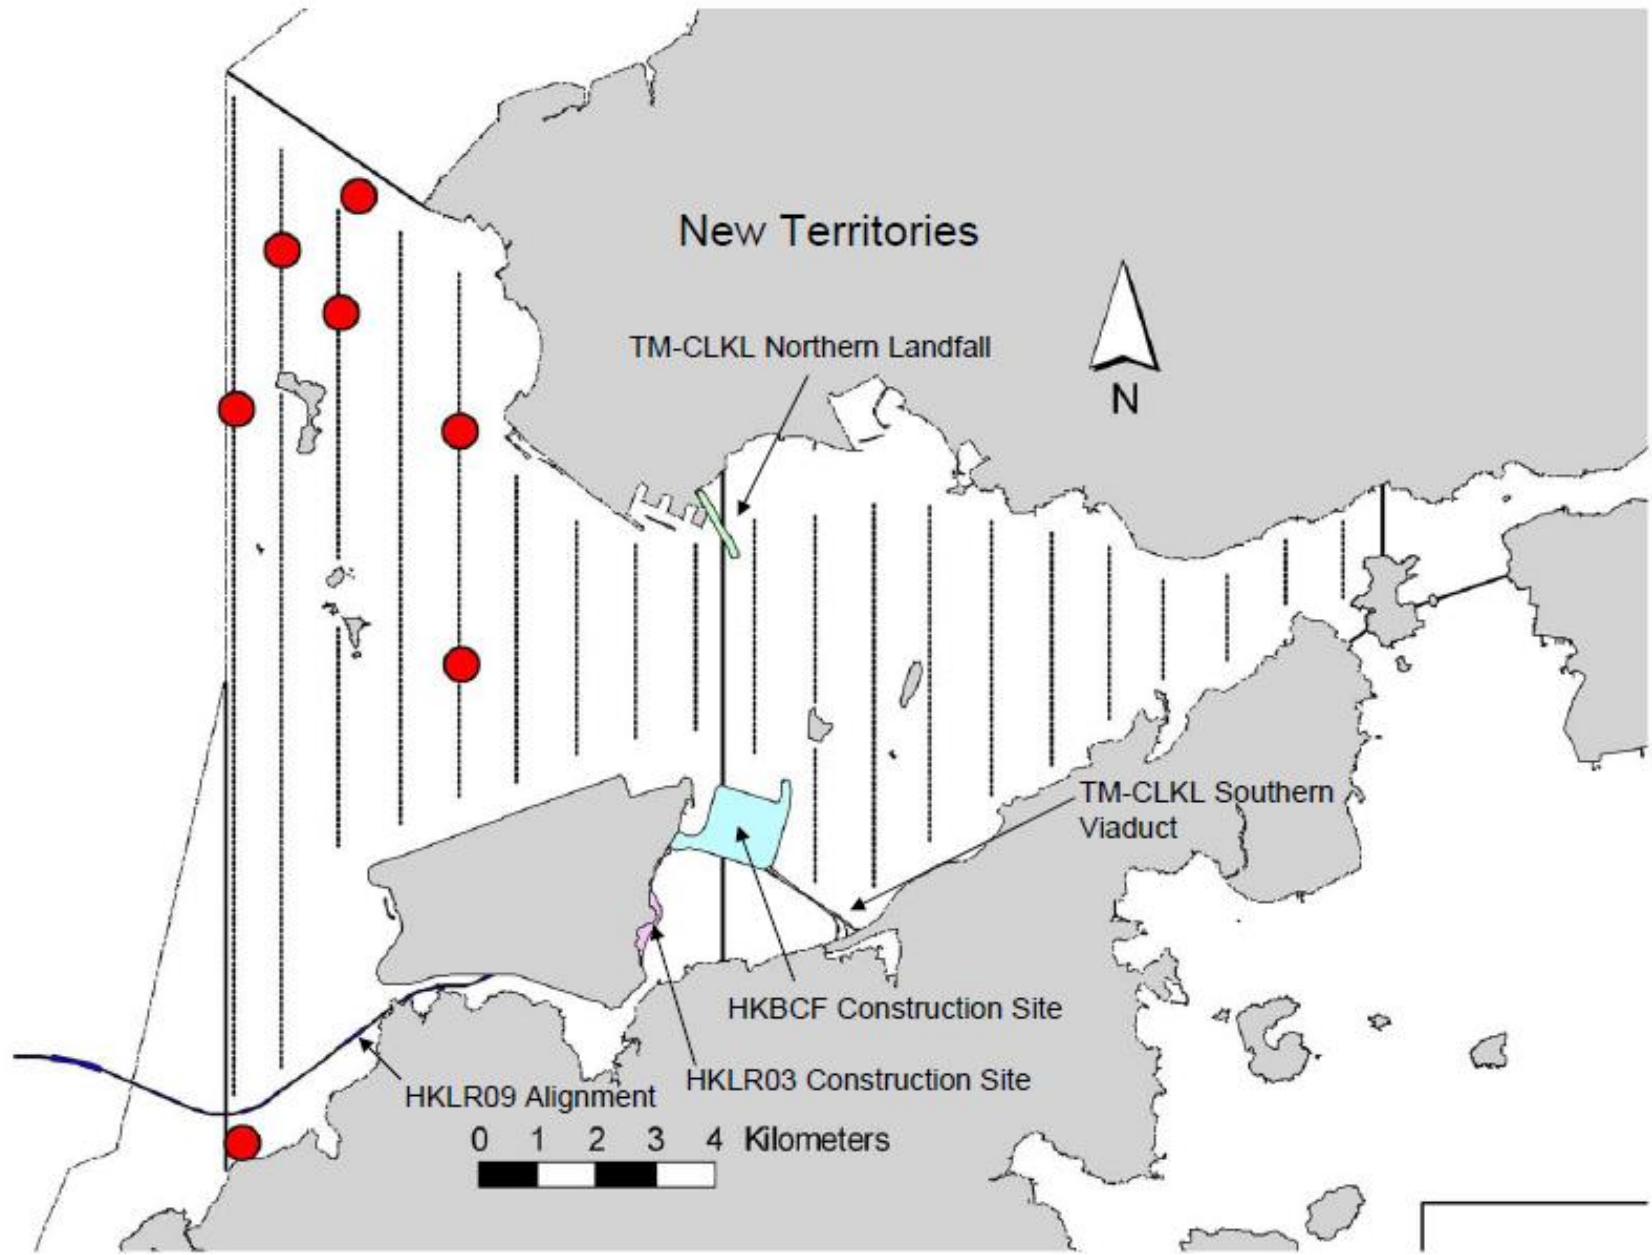 New Territories
TM-CLKL Northern Landfall
N
TM-CLKL Southern
Viaduct
HKBCF Construction Site
HKLR03 Construction Site
HKLR09 Alignment
0 1 2 3 4 Kilometers